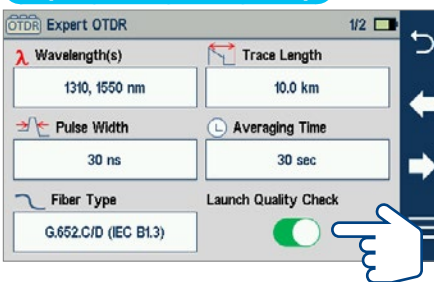 OTDR Expert OTDR 1/2
λ Wavelength(s) Trace Length
1310, 1550 nm 10.0 km
Pulse Width Averaging Time
30 ns 30 sec
Fiber Type Launch Quality Check
G.652.C/D (IEC B1.3)